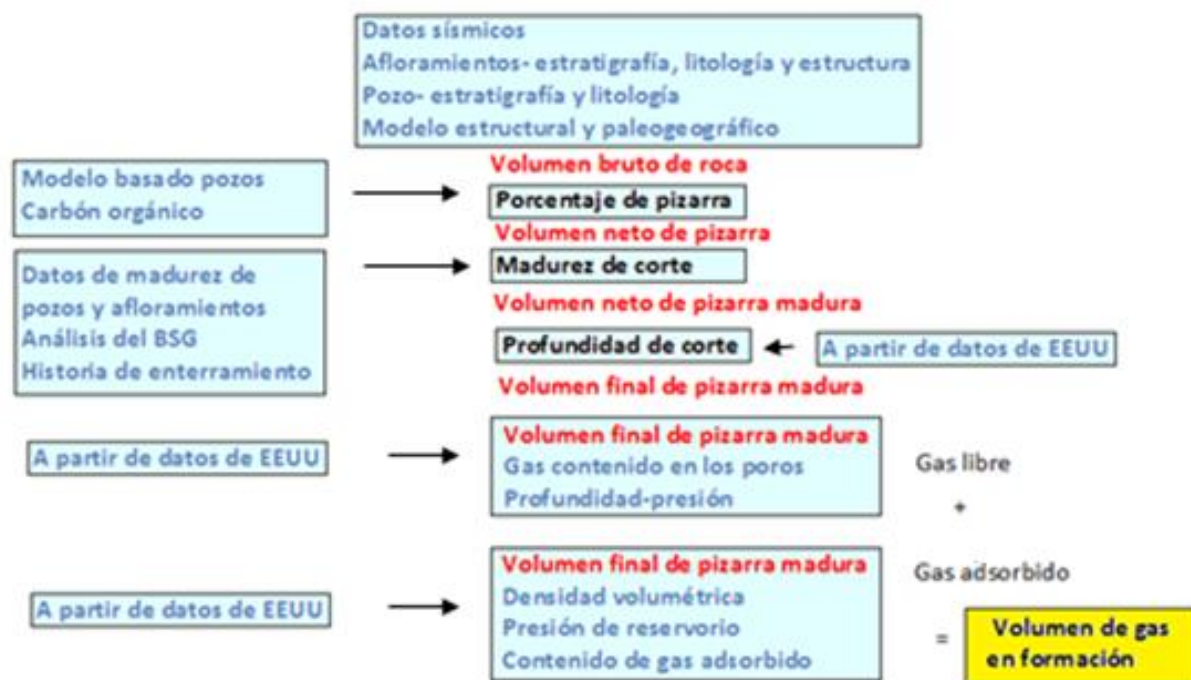 Datos sísmicos
Afloramientos- estratigrafía, litología y estructura
Pozo- estratigrafía y litología
Modelo estructural y paleogeográfico
Volumen bruto de roca
Modelo basado pozos
Carbón orgánico
Porcentaje de pizarra
Volumen neto de pizarra
Datos de madurez de
pozos y afloramientos
Análisis del BSG
Historia de enterramiento
Madurez de corte
Volumen neto de pizarra madura
Profundidad de corte
A partir de datos de EEUU
Volumen final de pizarra madura
A partir de datos de EEUU
Volumen final de pizarra madura
Gas contenido en los poros
Profundidad-presión
Gas libre
+
A partir de datos de EEUU
Volumen final de pizarra madura
Densidad volumétrica
Presión de reservorio
Contenido de gas adsorbido
Gas adsorbido
=
Volumen de gas
en formación